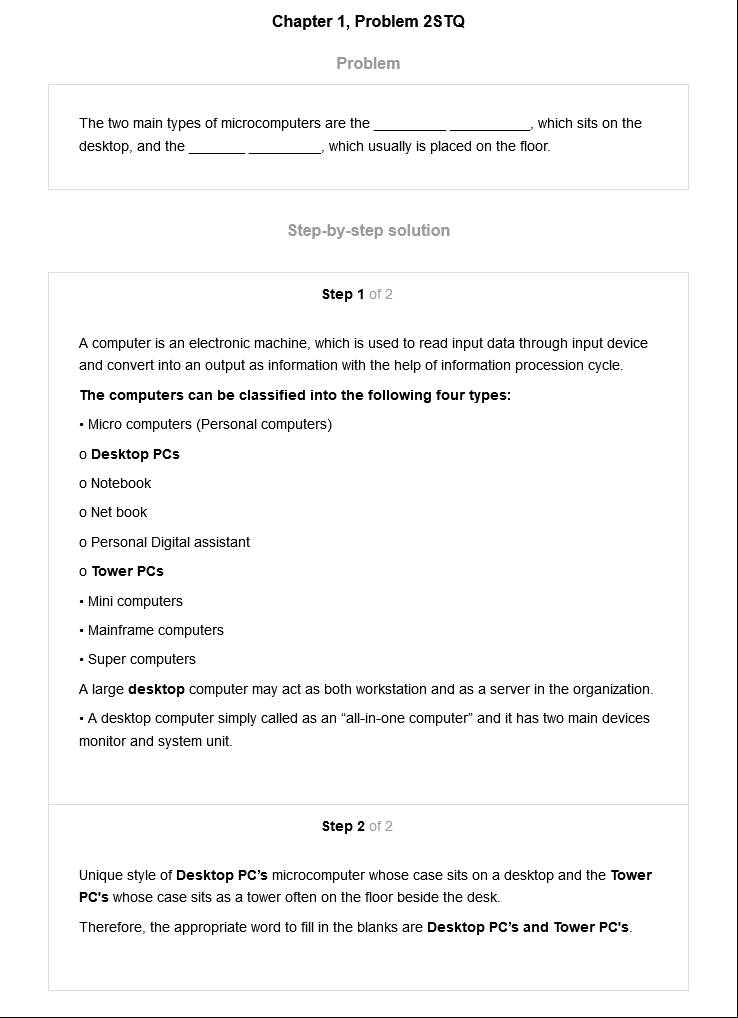 Chapter 1, Problem 2STQ
Problem
The two main types of microcomputers are the _________ __________, which sits on the
desktop, and the _______ _________, which usually is placed on the floor.
Step-by-step solution
Step 1 of 2
A computer is an electronic machine, which is used to read input data through input device
and convert into an output as information with the help of information procession cycle.
The computers can be classified into the following four types:
• Micro computers (Personal computers)
o Desktop PCs
o Notebook
o Net book
o Personal Digital assistant
o Tower PCs
• Mini computers
• Mainframe computers
• Super computers
A large desktop computer may act as both workstation and as a server in the organization.
• A desktop computer simply called as an “all-in-one computer” and it has two main devices
monitor and system unit.
Step 2 of 2
Unique style of Desktop PC’s microcomputer whose case sits on a desktop and the Tower
PC's whose case sits as a tower often on the floor beside the desk.
Therefore, the appropriate word to fill in the blanks are Desktop PC’s and Tower PC's.